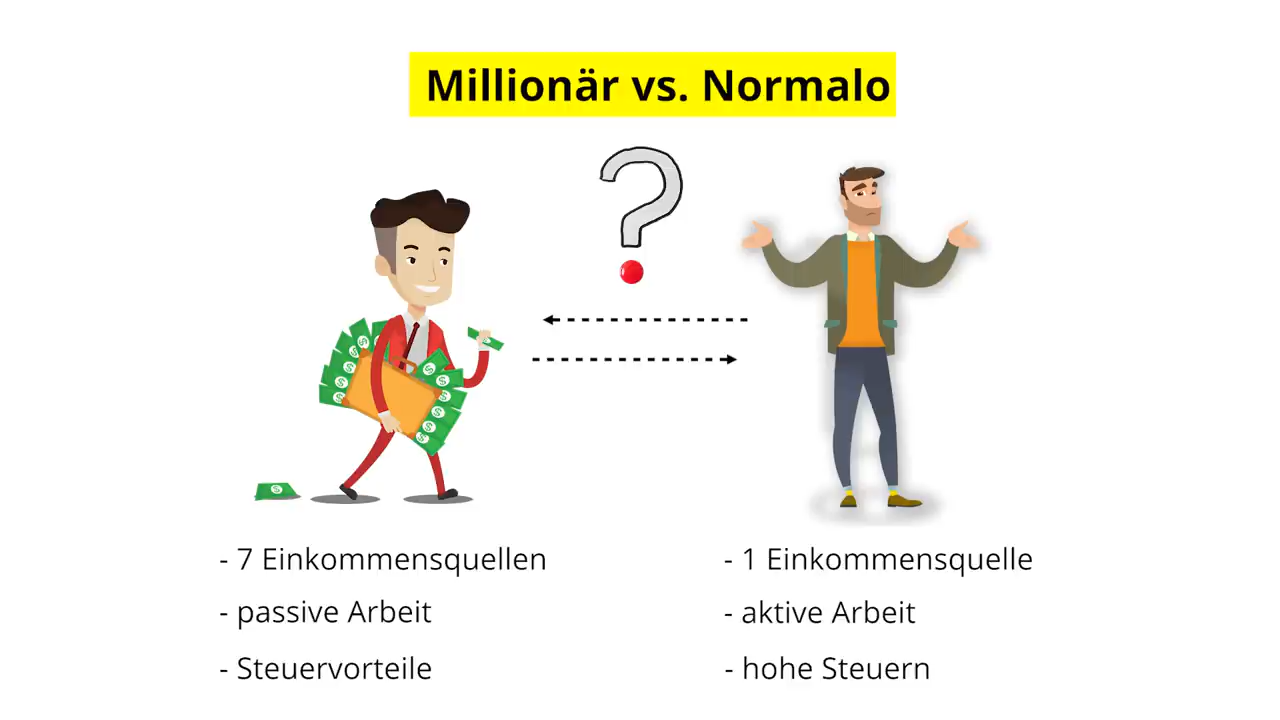 Millionär vs. Normalo
- 7 Einkommensquellen
- passive Arbeit
- Steuervorteile
- 1 Einkommensquelle
- aktive Arbeit
- hohe Steuern